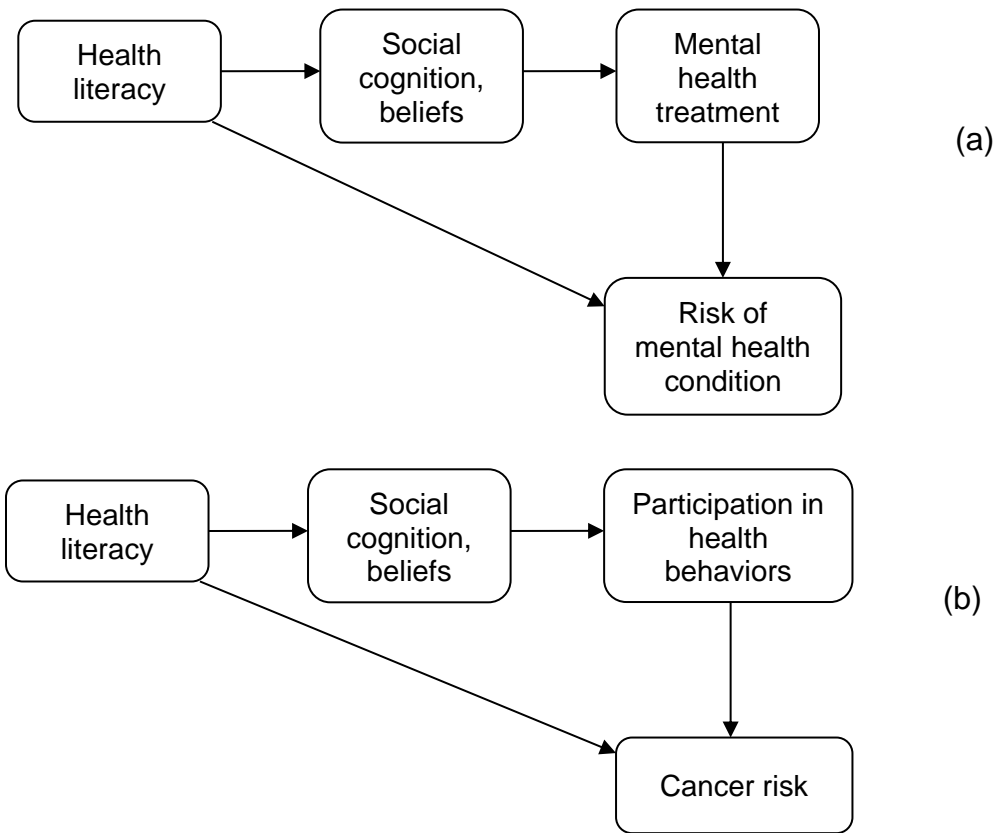 Health
literacy
Social
cognition,
beliefs
Mental
health
treatment
(a)
Risk of
mental health
condition
Health
literacy
Social
cognition,
beliefs
Participation in
health
behaviors
(b)
Cancer risk